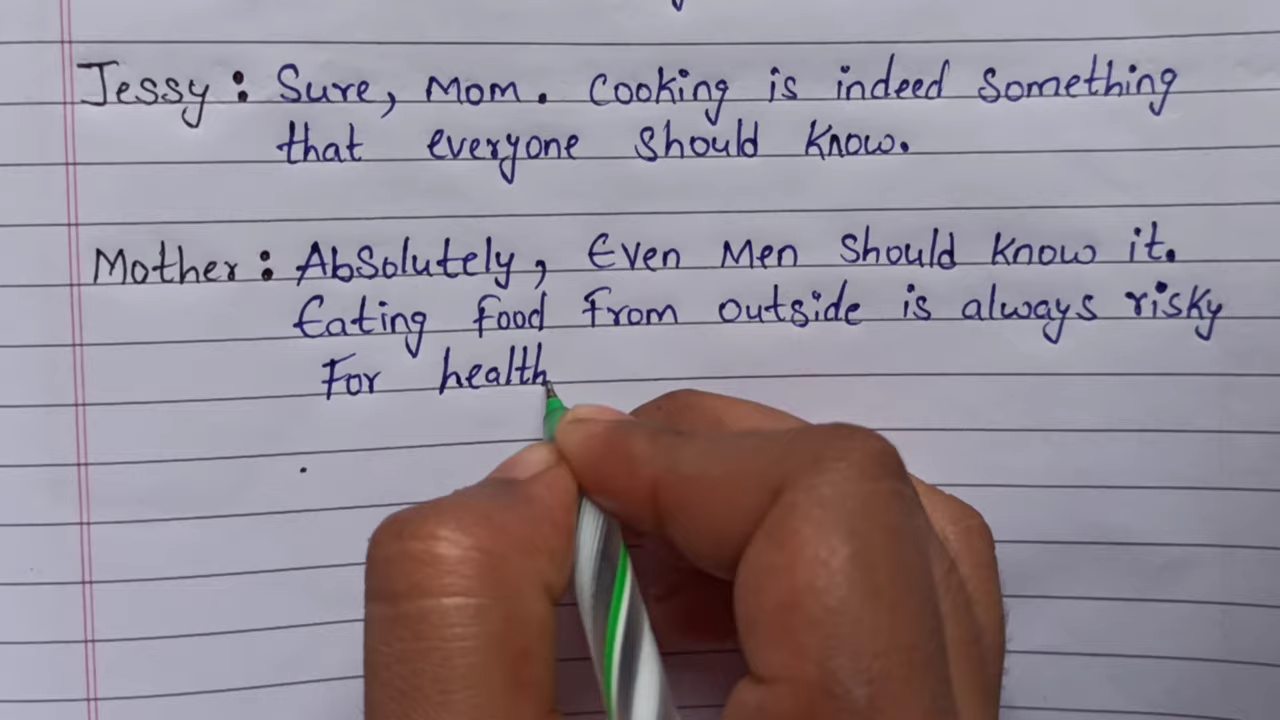 Jessy: Sure, Mom. Cooking is indeed something
that everyone should know.
Mother: Absolutely, Even Men should know it.
Eating food from outside is always risky
For health